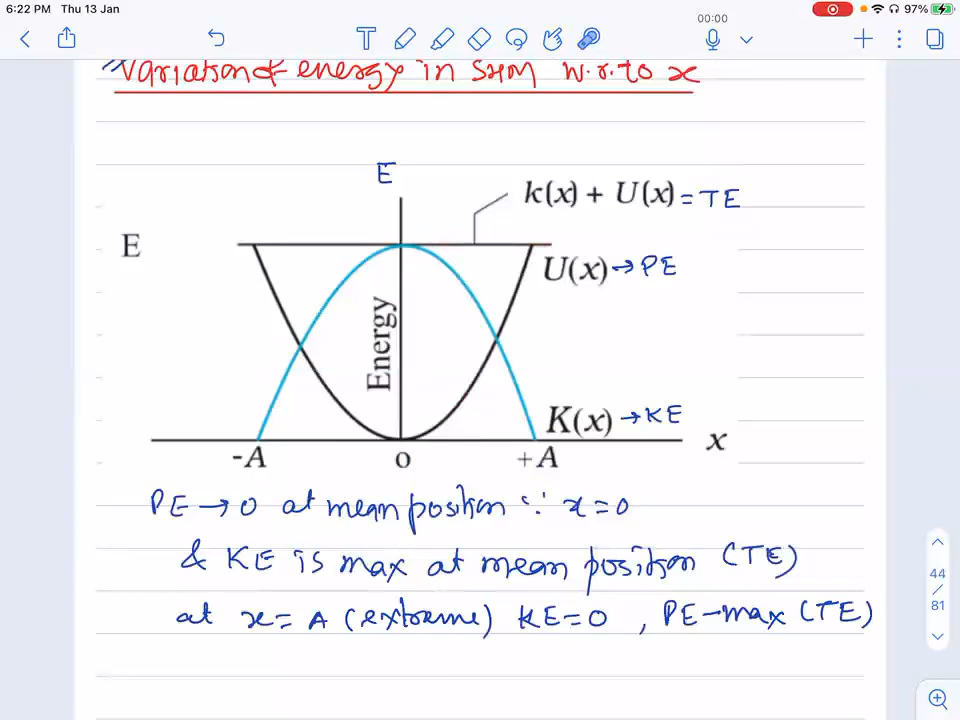 6:22 PM Thu 13 Jan
97%
00:00
Variation of energy in SHM w.r.to x
E
k(x) + U(x) = TE
E
U(x) → PE
Energy
K(x) → KE
x
-A 0 +A
PE → 0 at mean position ∵ x = 0
& KE is max at mean position (TE)
at x = A (extreme) KE = 0 , PE → max (TE)
44
/
81